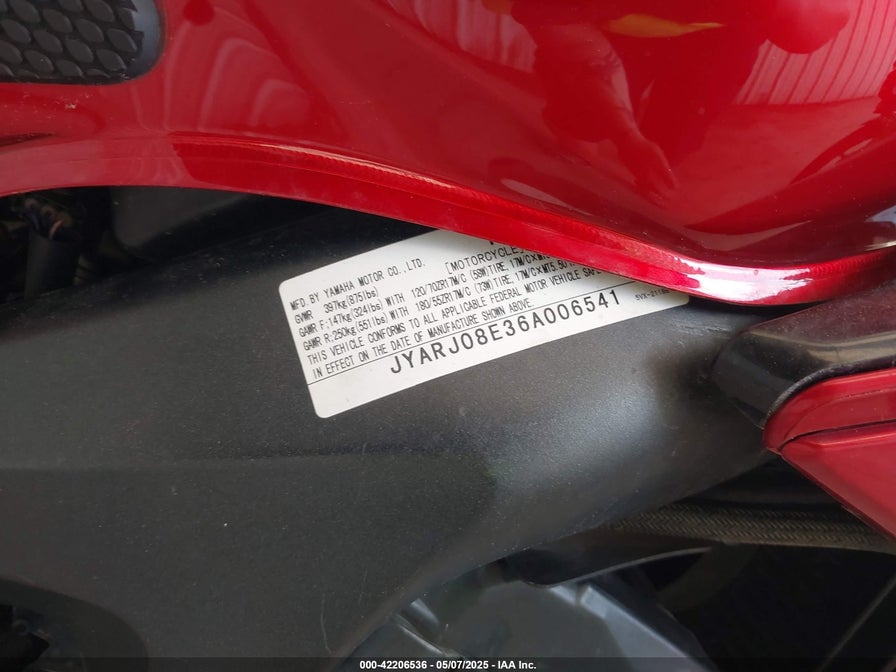 MFD.BY YAMAHA MOTOR CO.,LTD. [MOTORCYCLE
GVWR 397kg(875lbs)
GAWR F:147kg(324lbs)WITH 120/70ZR17M/C (58W)TIRE, 17M/C
GAWR R:250kg(551lbs)WITH 180/55ZR17M/C (73W)TIRE, 17M/CXMT5.50
THIS VEHICLE CONFORMS TO ALL APPLICABLE FEDERAL MOTOR VEHICLE
IN EFFECT ON THE DATE OF MANUFACTURE SHOWN ABOVE.
JYARJ08E36A006541
000-42206536 - 05/07/2025 - IAA Inc.